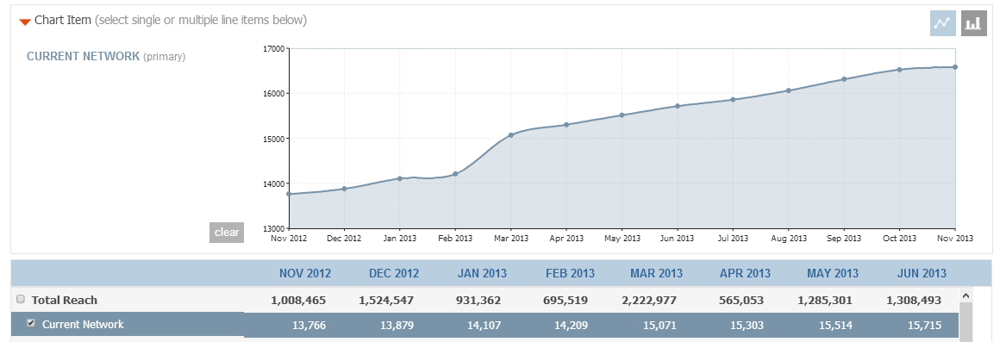 Chart Item (select single or multiple line items below)
CURRENT NETWORK (primary)
17000
16000
15000
14000
13000
Nov 2012 Dec 2012 Jan 2013 Feb 2013 Mar 2013 Apr 2013 May 2013 Jun 2013 Jul 2013 Aug 2013 Sep 2013 Oct 2013 Nov 2013
clear
NOV 2012 DEC 2012 JAN 2013 FEB 2013 MAR 2013 APR 2013 MAY 2013 JUN 2013
Total Reach 1,008,465 1,524,547 931,362 695,519 2,222,977 565,053 1,285,301 1,308,493
Current Network 13,766 13,879 14,107 14,209 15,071 15,303 15,514 15,715